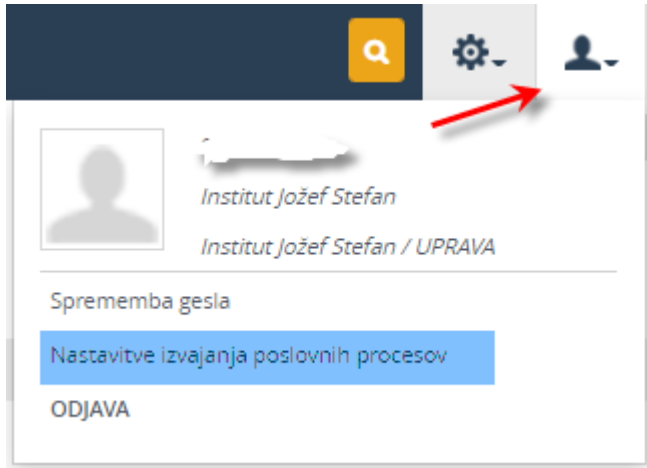 Institut Jožef Stefan
Institut Jožef Stefan / UPRAVA
Sprememba gesla
Nastavitve izvajanja poslovnih procesov
ODJAVA